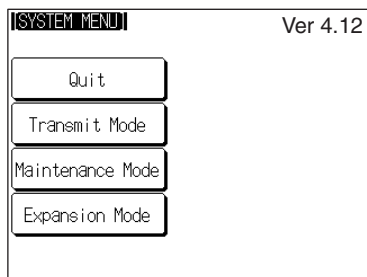 [SYSTEM MENU]
Ver 4.12
Quit
Transmit Mode
Maintenance Mode
Expansion Mode